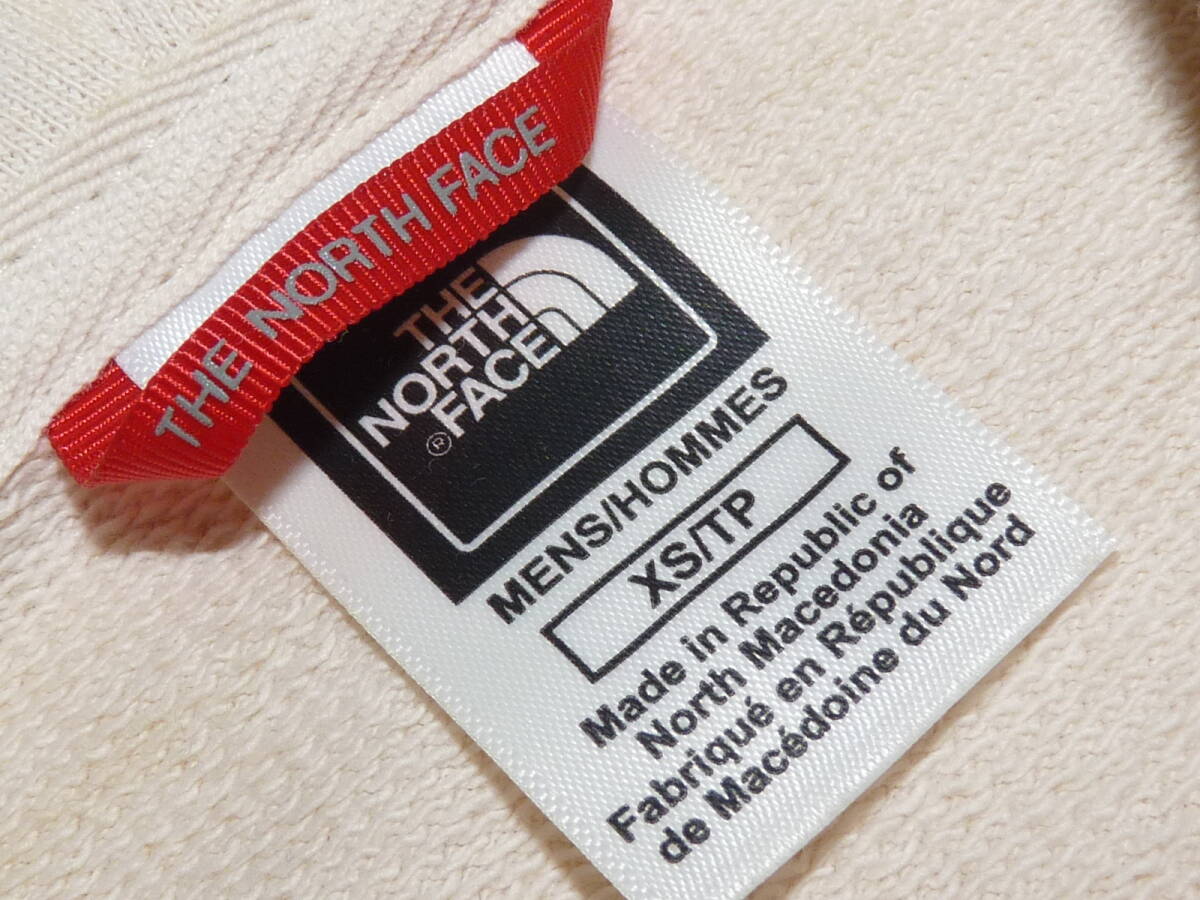 THE NORTH FACE
THE
NORTH
FACE
®
MENS/HOMMES
XS/TP
Made in Republic of
North Macedonia
Fabriqué en République
de Macédoine du Nord